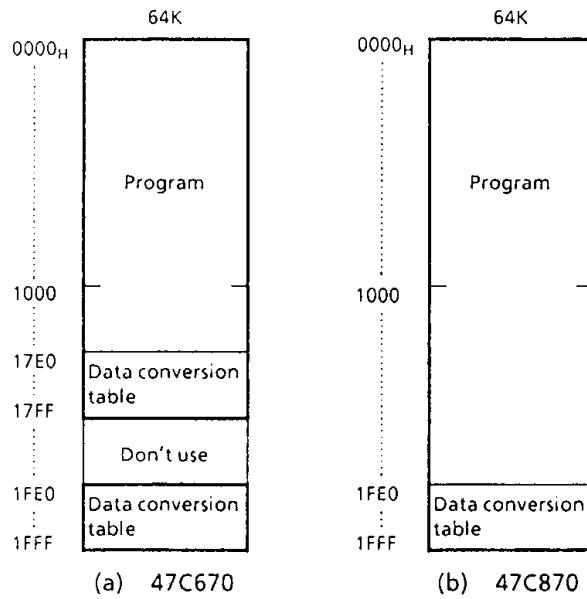 64K
0000H
Program
1000
17E0
Data conversion
table
17FF
Don't use
1FE0
Data conversion
table
1FFF
(a) 47C670
64K
0000H
Program
1000
1FE0
Data conversion
table
1FFF
(b) 47C870